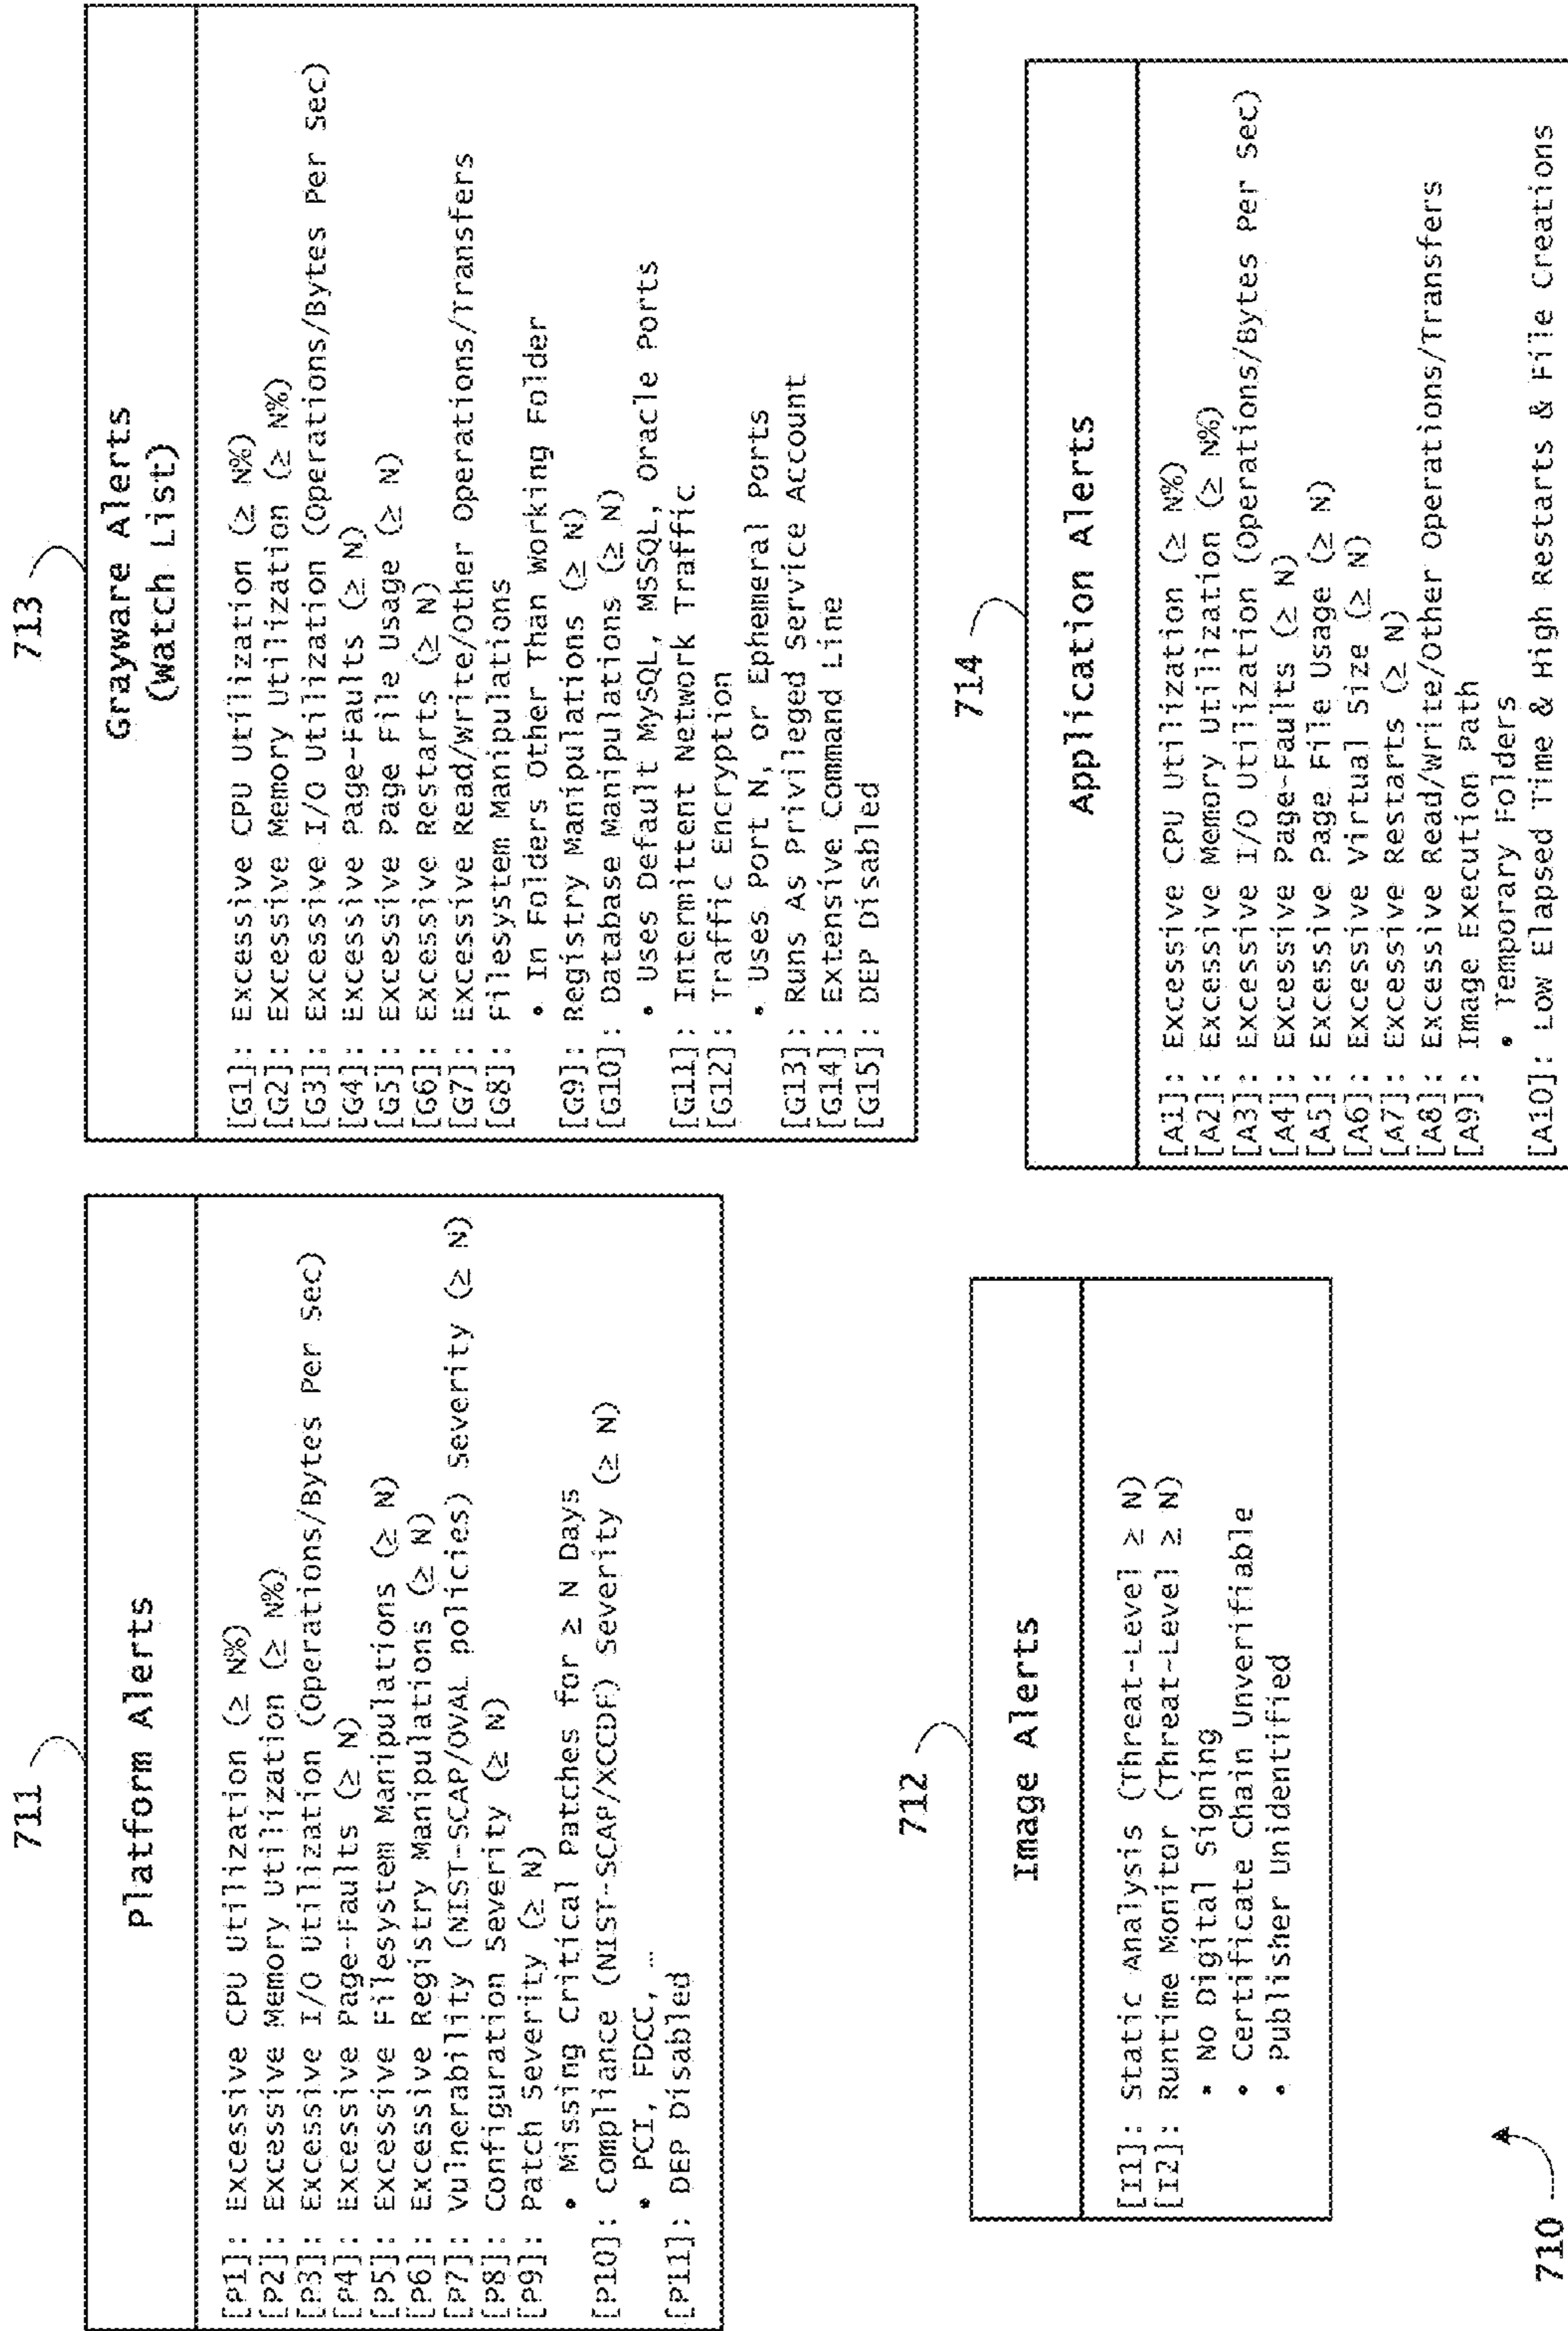 711
Platform Alerts
[P1]: Excessive CPU Utilization (≥ N%)
[P2]: Excessive Memory Utilization (≥ N%)
[P3]: Excessive I/O Utilization (Operations/Bytes Per Sec)
[P4]: Excessive Page-Faults (≥ N)
[P5]: Excessive Filesystem Manipulations (≥ N)
[P6]: Excessive Registry Manipulations (≥ N)
[P7]: Vulnerability (NIST-SCAP/OVAL policies) Severity (≥ N)
[P8]: Configuration Severity (≥ N)
[P9]: Patch Severity (≥ N)
• Missing Critical Patches for ≥ N Days
[P10]: Compliance (NIST-SCAP/XCCDF) Severity (≥ N)
• PCI, FDCC, …
[P11]: DEP Disabled
713
Grayware Alerts
(Watch List)
[G1]: Excessive CPU Utilization (≥ N%)
[G2]: Excessive Memory Utilization (≥ N%)
[G3]: Excessive I/O Utilization (Operations/Bytes Per Sec)
[G4]: Excessive Page-Faults (≥ N)
[G5]: Excessive Page File Usage (≥ N)
[G6]: Excessive Restarts (≥ N)
[G7]: Excessive Read/Write/Other Operations/Transfers
[G8]: Filesystem Manipulations
• In Folders Other Than Working Folder
[G9]: Registry Manipulations (≥ N)
[G10]: Database Manipulations (≥ N)
• Uses Default MySQL, MSSQL, Oracle Ports
[G11]: Intermittent Network Traffic
[G12]: Traffic Encryption
• Uses Port N, or Ephemeral Ports
[G13]: Runs As Privileged Service Account
[G14]: Extensive Command Line
[G15]: DEP Disabled
712
Image Alerts
[I1]: Static Analysis (Threat-Level ≥ N)
[I2]: Runtime Monitor (Threat-Level ≥ N)
• No Digital Signing
• Certificate Chain Unverifiable
• Publisher Unidentified
714
Application Alerts
[A1]: Excessive CPU Utilization (≥ N%)
[A2]: Excessive Memory Utilization (≥ N%)
[A3]: Excessive I/O Utilization (Operations/Bytes Per Sec)
[A4]: Excessive Page-Faults (≥ N)
[A5]: Excessive Page File Usage (≥ N)
[A6]: Excessive Virtual Size (≥ N)
[A7]: Excessive Restarts (≥ N)
[A8]: Excessive Read/Write/Other Operations/Transfers
[A9]: Image Execution Path
• Temporary Folders
[A10]: Low Elapsed Time & High Restarts & File Creations
710